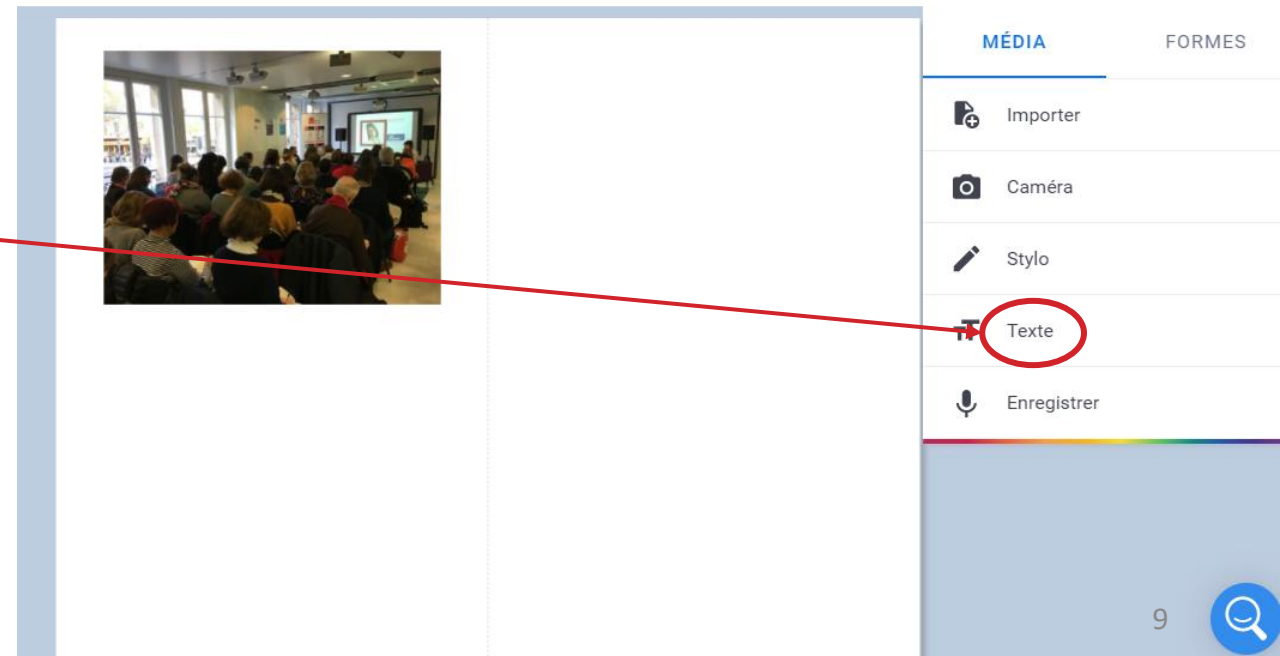 MÉDIA FORMES
Importer
Caméra
Stylo
Texte
Enregistrer
9